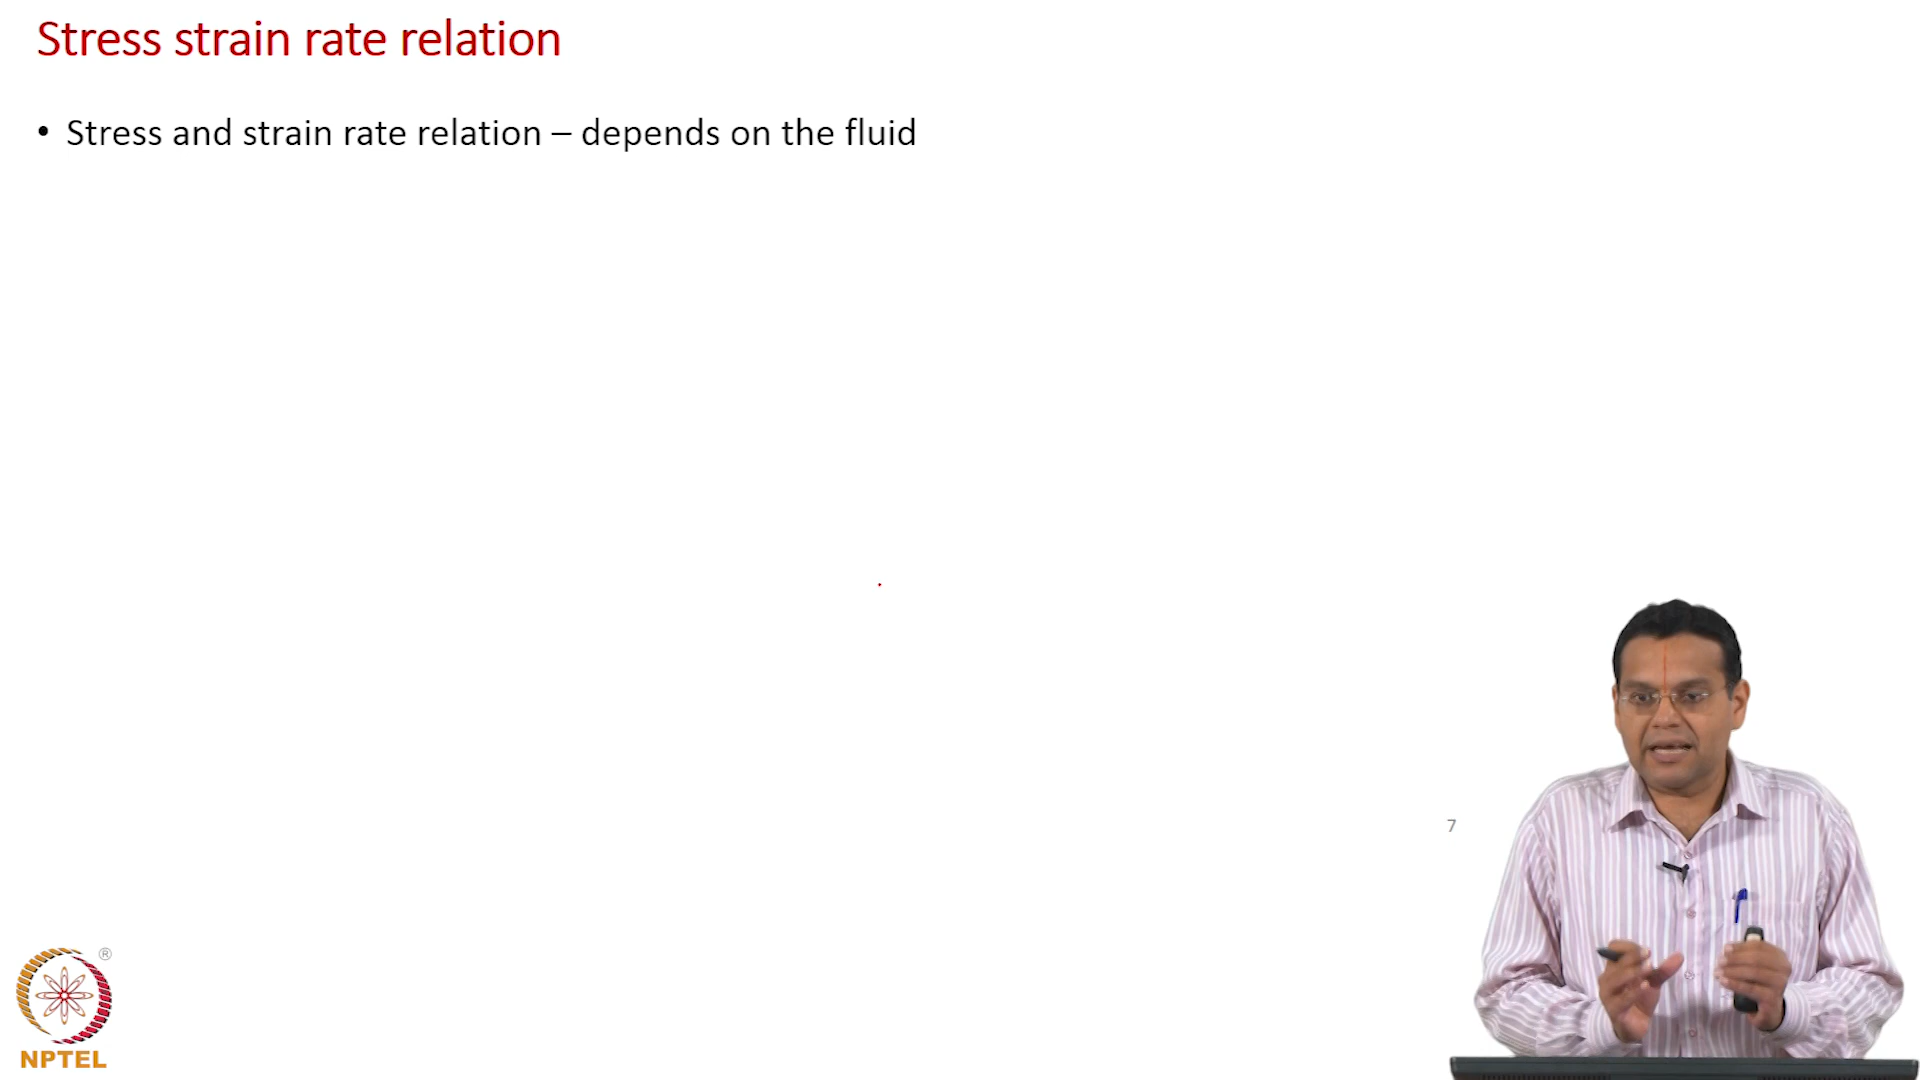 Stress strain rate relation
• Stress and strain rate relation – depends on the fluid
7
®
NPTEL